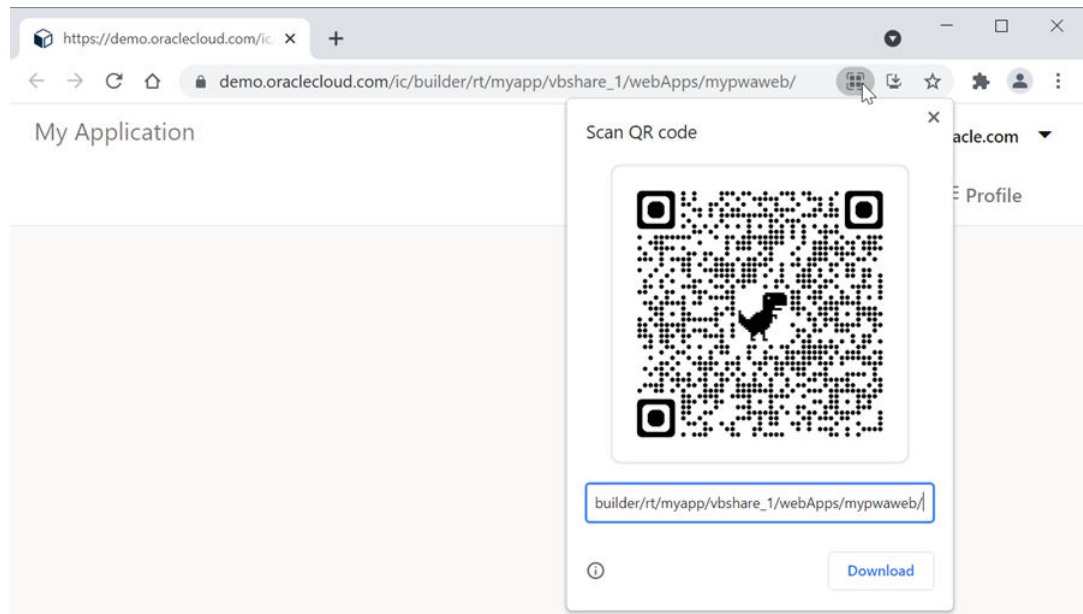 https://demo.oraclecloud.com/ic
demo.oraclecloud.com/ic/builder/rt/myapp/vbshare_1/webApps/mypwaweb/
My Application
acle.com
Profile
Scan QR code
builder/rt/myapp/vbshare_1/webApps/mypwaweb/
Download